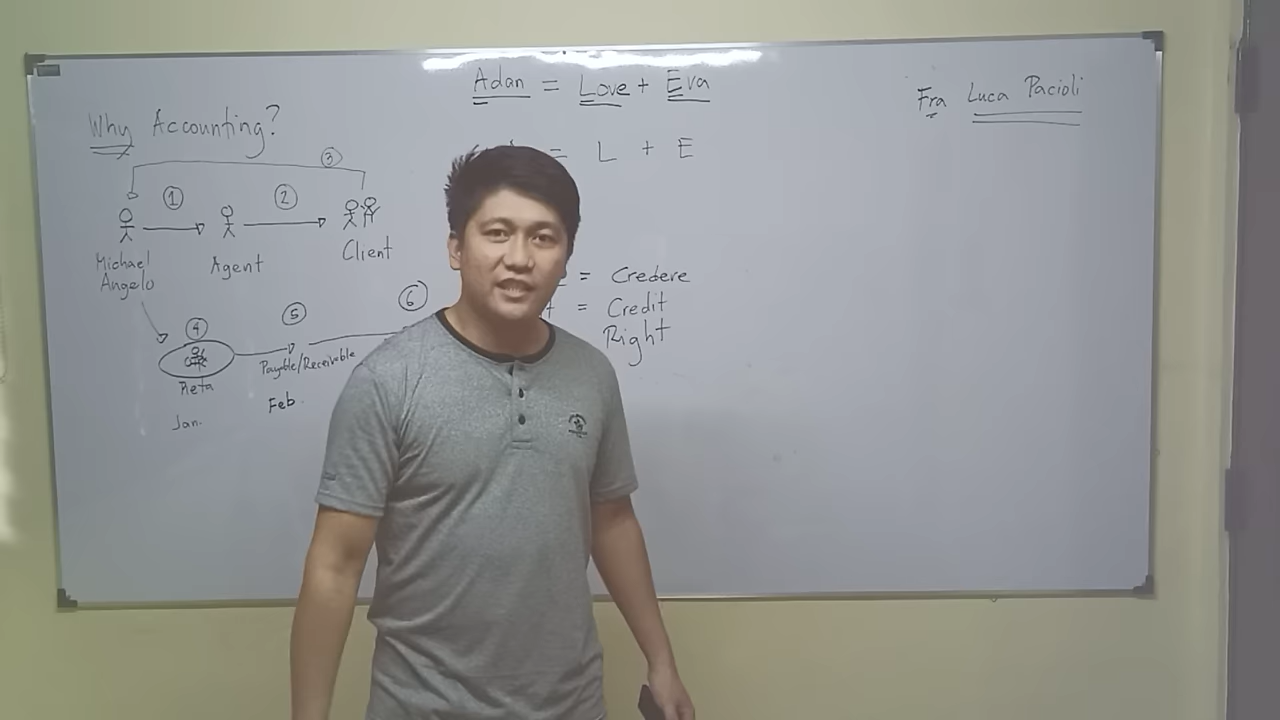 Adan = Love + Eva
Fra Luca Pacioli
Why Accounting?
= L + E
3
1
2
Michael
Angelo
Agent
Client
= Credere
= Credit
Right
4
5
6
Payable/Receivable
Pieta
Jan.
Feb.